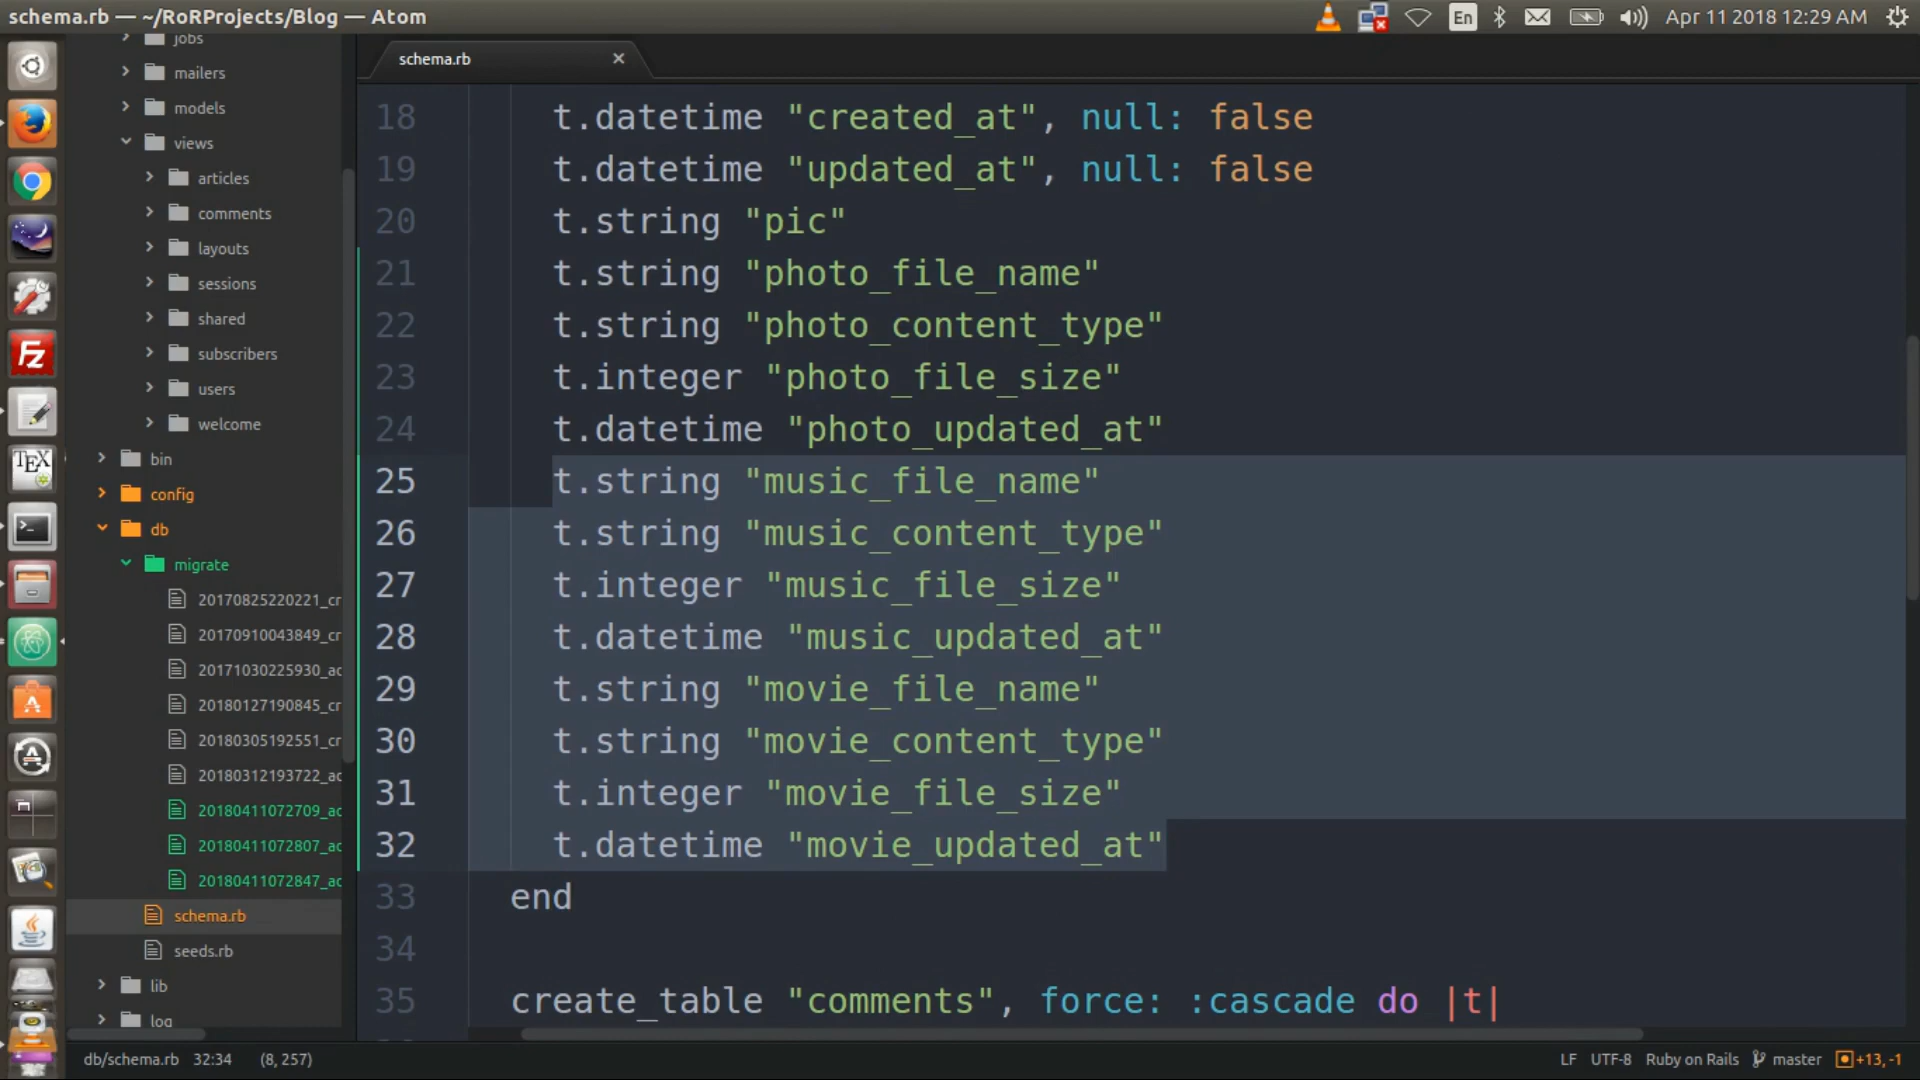 schema.rb — ~/RoRProjects/Blog — Atom
En
Apr 11 2018 12:29 AM
jobs
mailers
models
views
articles
comments
layouts
sessions
shared
subscribers
users
welcome
bin
config
db
migrate
20170825220221_cr
20170910043849_cr
20171030225930_ac
20180127190845_cr
20180305192551_cr
20180312193722_ac
20180411072709_ac
20180411072807_ac
20180411072847_ac
schema.rb
seeds.rb
lib
log
schema.rb
18 t.datetime "created_at", null: false
19 t.datetime "updated_at", null: false
20 t.string "pic"
21 t.string "photo_file_name"
22 t.string "photo_content_type"
23 t.integer "photo_file_size"
24 t.datetime "photo_updated_at"
25 t.string "music_file_name"
26 t.string "music_content_type"
27 t.integer "music_file_size"
28 t.datetime "music_updated_at"
29 t.string "movie_file_name"
30 t.string "movie_content_type"
31 t.integer "movie_file_size"
32 t.datetime "movie_updated_at"
33 end
34
35 create_table "comments", force: :cascade do |t|
Fz
TEX
db/schema.rb 32:34 (8, 257)
LF UTF-8 Ruby on Rails master +13, -1